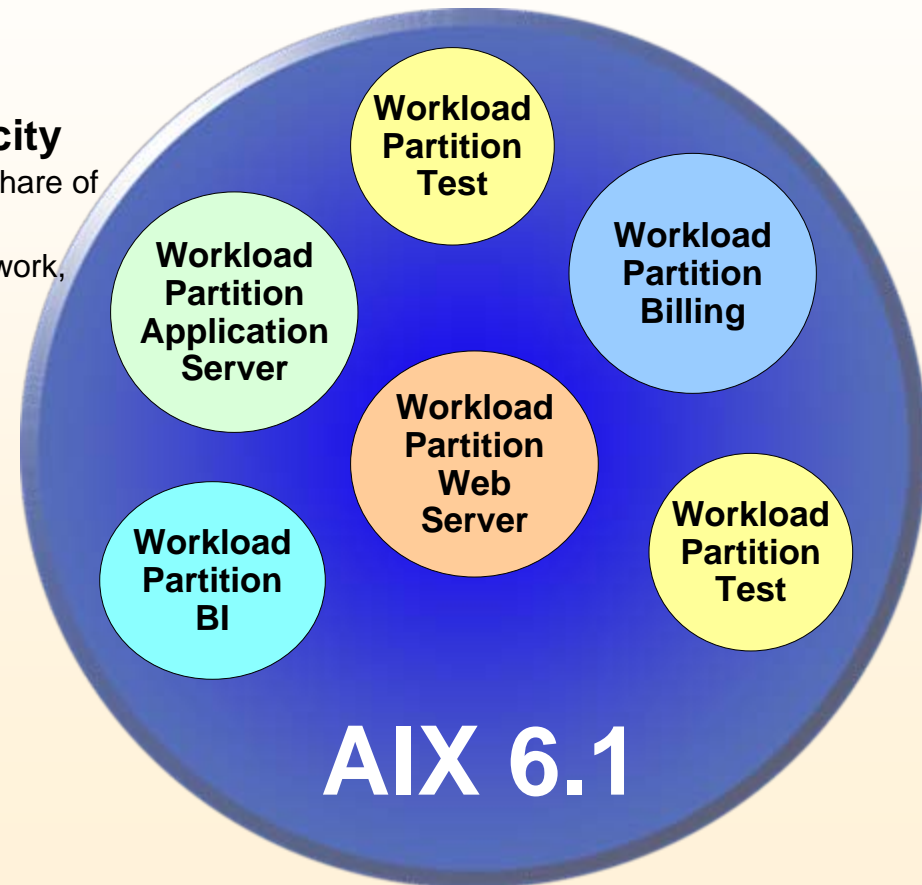 city
hare of
work,
Workload
Partition
Test
Workload
Partition
Billing
Workload
Partition
Application
Server
Workload
Partition
Web
Server
Workload
Partition
BI
Workload
Partition
Test
AIX 6.1